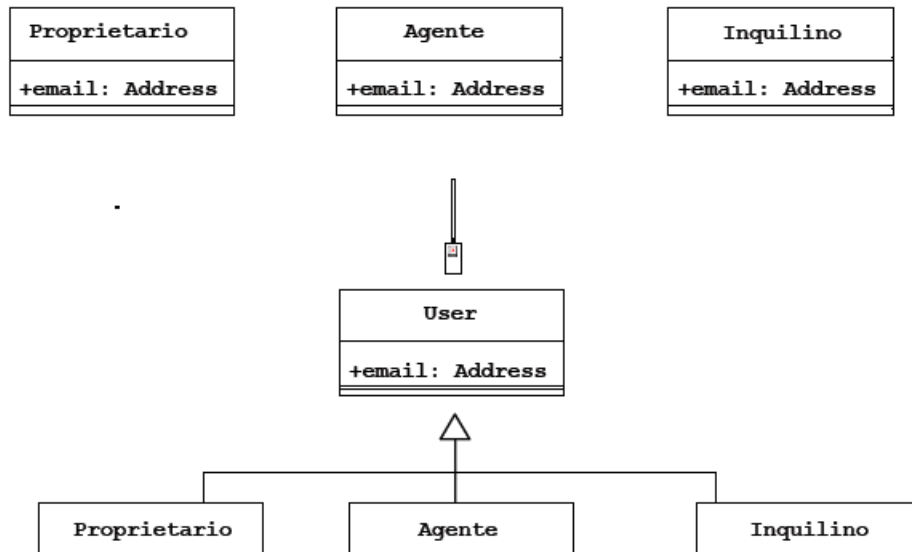 Proprietario Agente Inquilino
+email: Address +email: Address +email: Address
User
+email: Address
Proprietario Agente Inquilino